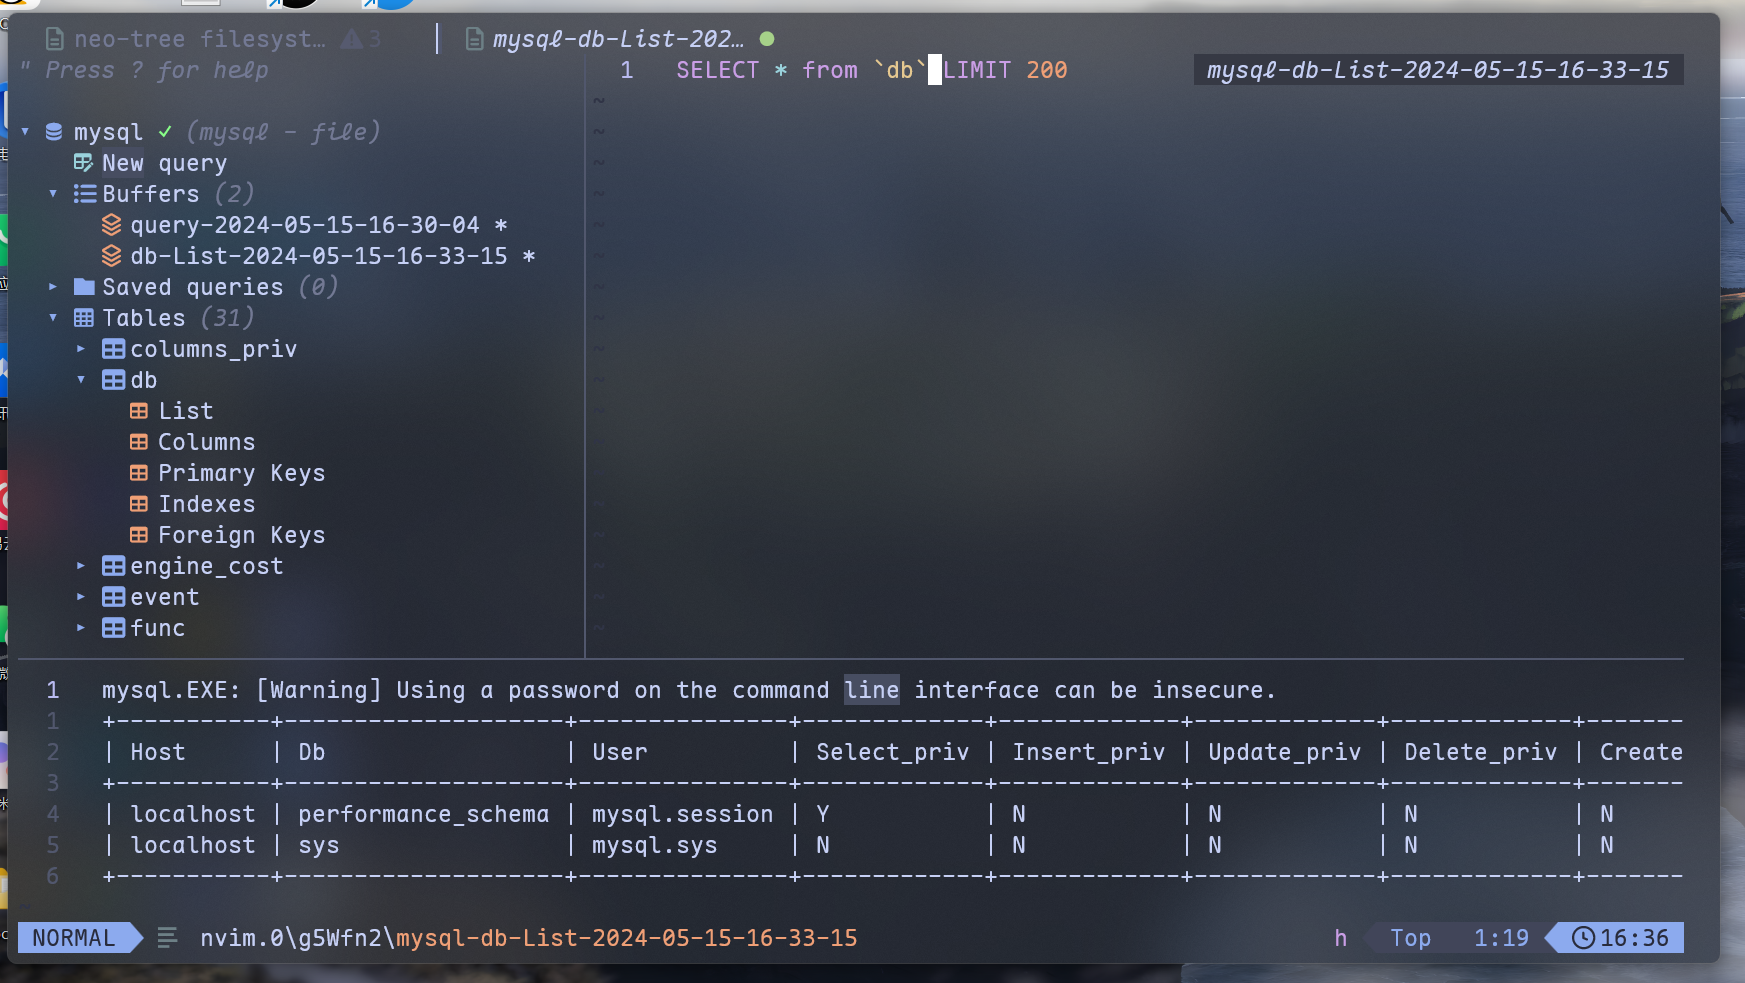 neo-tree filesyst… 3
mysql-db-List-202… ●
" Press ? for help
1 SELECT * from `db` LIMIT 200
mysql-db-List-2024-05-15-16-33-15
▾ mysql ✓ (mysql - file)
New query
▾ Buffers (2)
query-2024-05-15-16-30-04 *
db-List-2024-05-15-16-33-15 *
▸ Saved queries (0)
▾ Tables (31)
▸ columns_priv
▾ db
List
Columns
Primary Keys
Indexes
Foreign Keys
▸ engine_cost
▸ event
▸ func
1 mysql.EXE: [Warning] Using a password on the command line interface can be insecure.
1 +-----------+--------------------+---------------+-------------+-------------+-------------+-------------+-------
2 | Host      | Db                 | User          | Select_priv | Insert_priv | Update_priv | Delete_priv | Create
3 +-----------+--------------------+---------------+-------------+-------------+-------------+-------------+-------
4 | localhost | performance_schema | mysql.session | Y           | N           | N           | N           | N
5 | localhost | sys                | mysql.sys     | N           | N           | N           | N           | N
6 +-----------+--------------------+---------------+-------------+-------------+-------------+-------------+-------
NORMAL nvim.0\g5Wfn2\mysql-db-List-2024-05-15-16-33-15 h Top 1:19 16:36